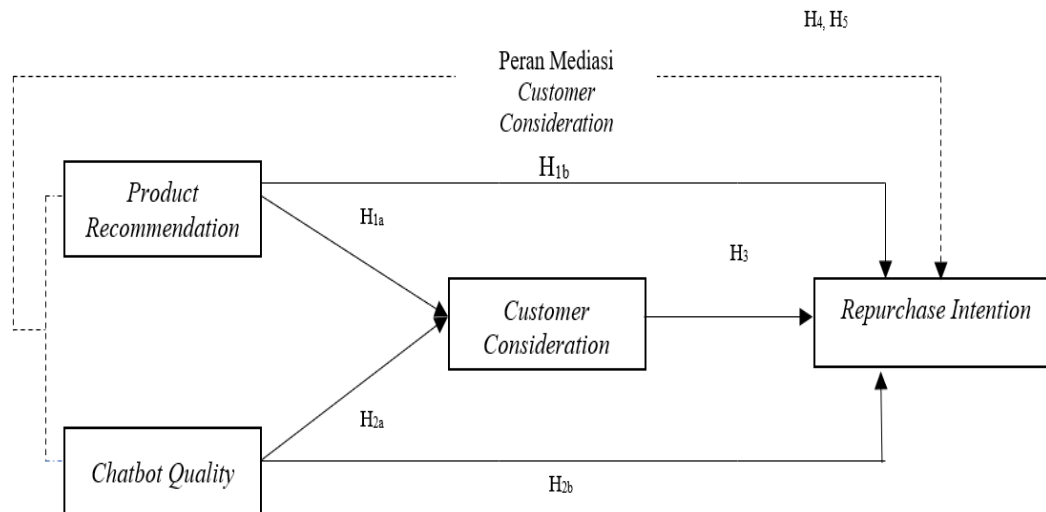 H4, H5
Peran Mediasi
Customer
Consideration
H1b
Product
Recommendation
H1a
H3
Customer
Consideration
Repurchase Intention
H2a
Chatbot Quality
H2b